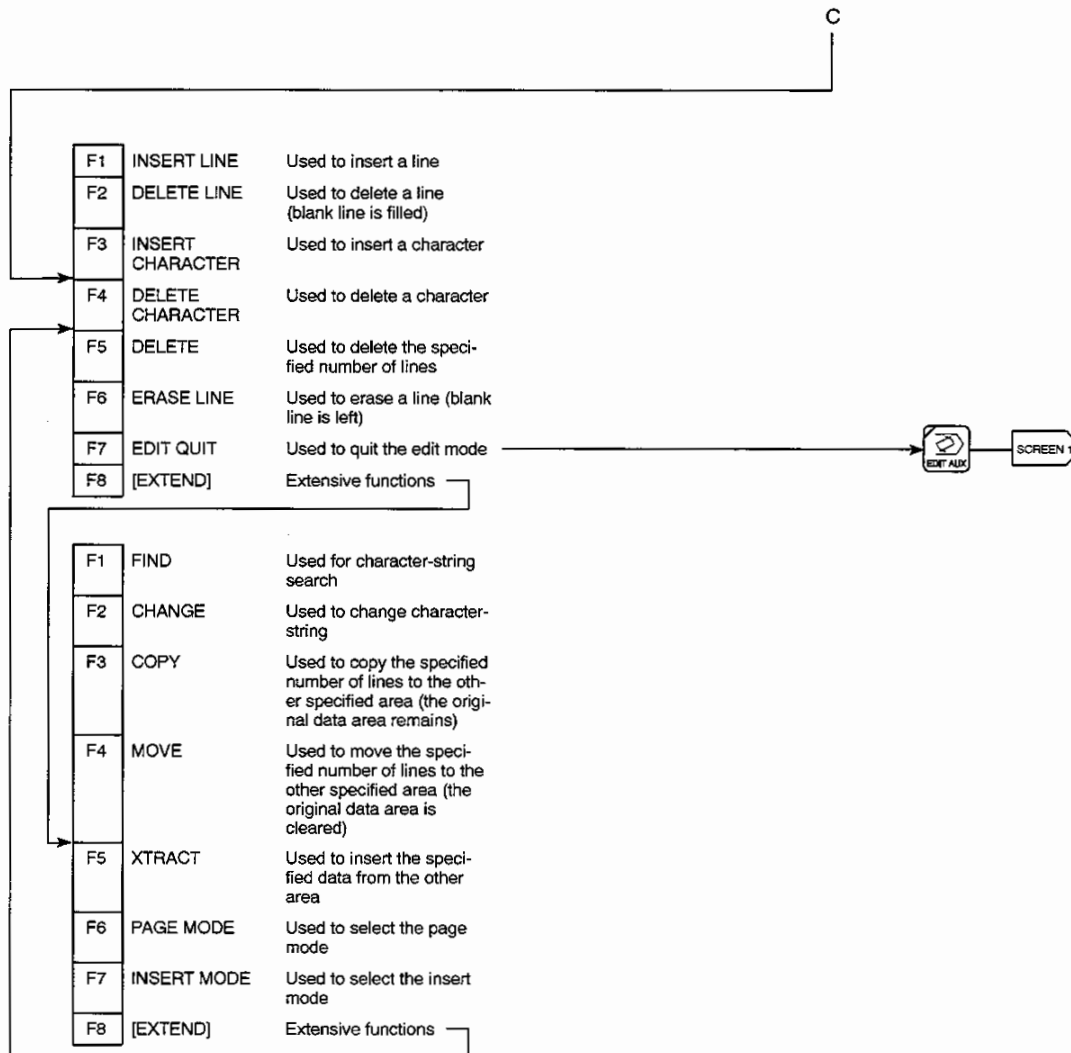 C
F1 INSERT LINE Used to insert a line
F2 DELETE LINE Used to delete a line
(blank line is filled)
F3 INSERT Used to insert a character
CHARACTER
F4 DELETE Used to delete a character
CHARACTER
F5 DELETE Used to delete the speci-
fied number of lines
F6 ERASE LINE Used to erase a line (blank
line is left)
F7 EDIT QUIT Used to quit the edit mode EDIT AUX SCREEN 1
F8 [EXTEND] Extensive functions
F1 FIND Used for character-string
search
F2 CHANGE Used to change character-
string
F3 COPY Used to copy the specified
number of lines to the oth-
er specified area (the origi-
nal data area remains)
F4 MOVE Used to move the speci-
fied number of lines to the
other specified area (the
original data area is
cleared)
F5 XTRACT Used to insert the speci-
fied data from the other
area
F6 PAGE MODE Used to select the page
mode
F7 INSERT MODE Used to select the insert
mode
F8 [EXTEND] Extensive functions